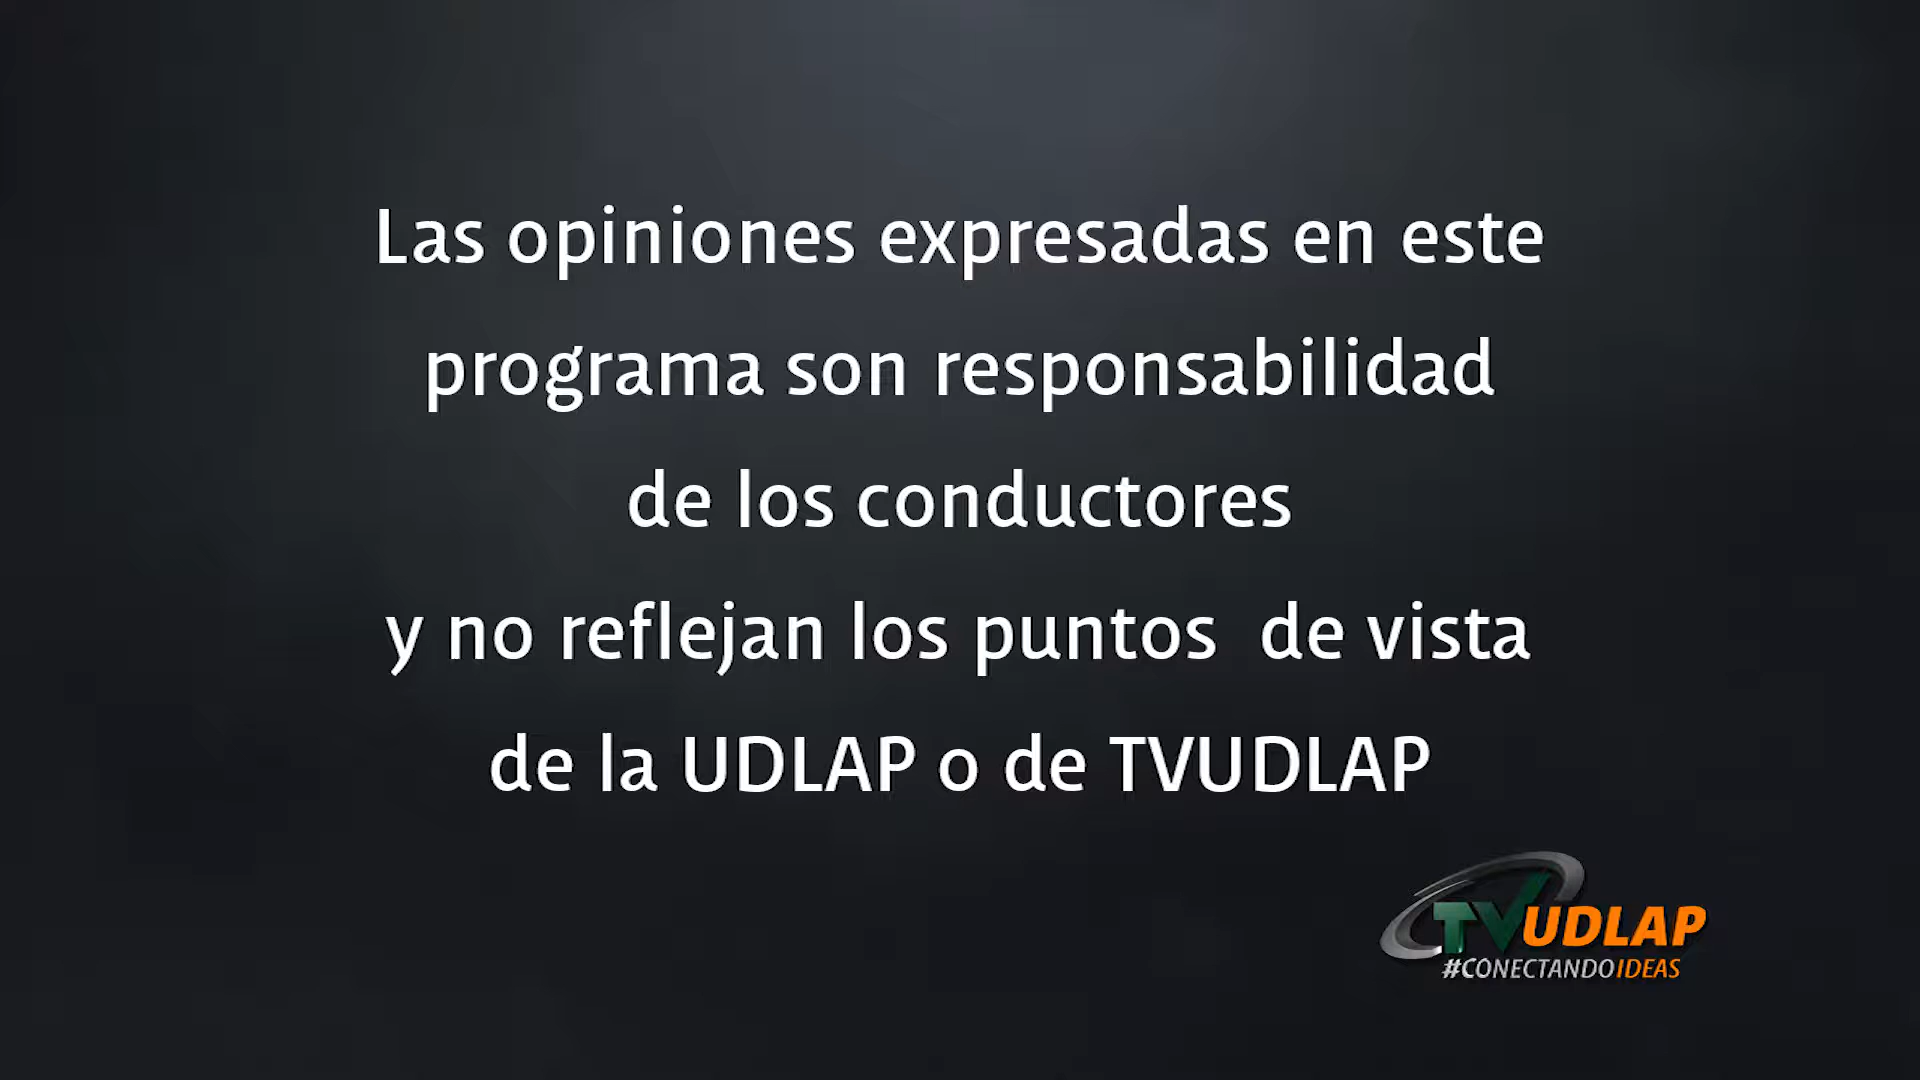 Las opiniones expresadas en este
programa son responsabilidad
de los conductores
y no reflejan los puntos  de vista
de la UDLAP o de TVUDLAP
TVUDLAP
#CONECTANDOIDEAS